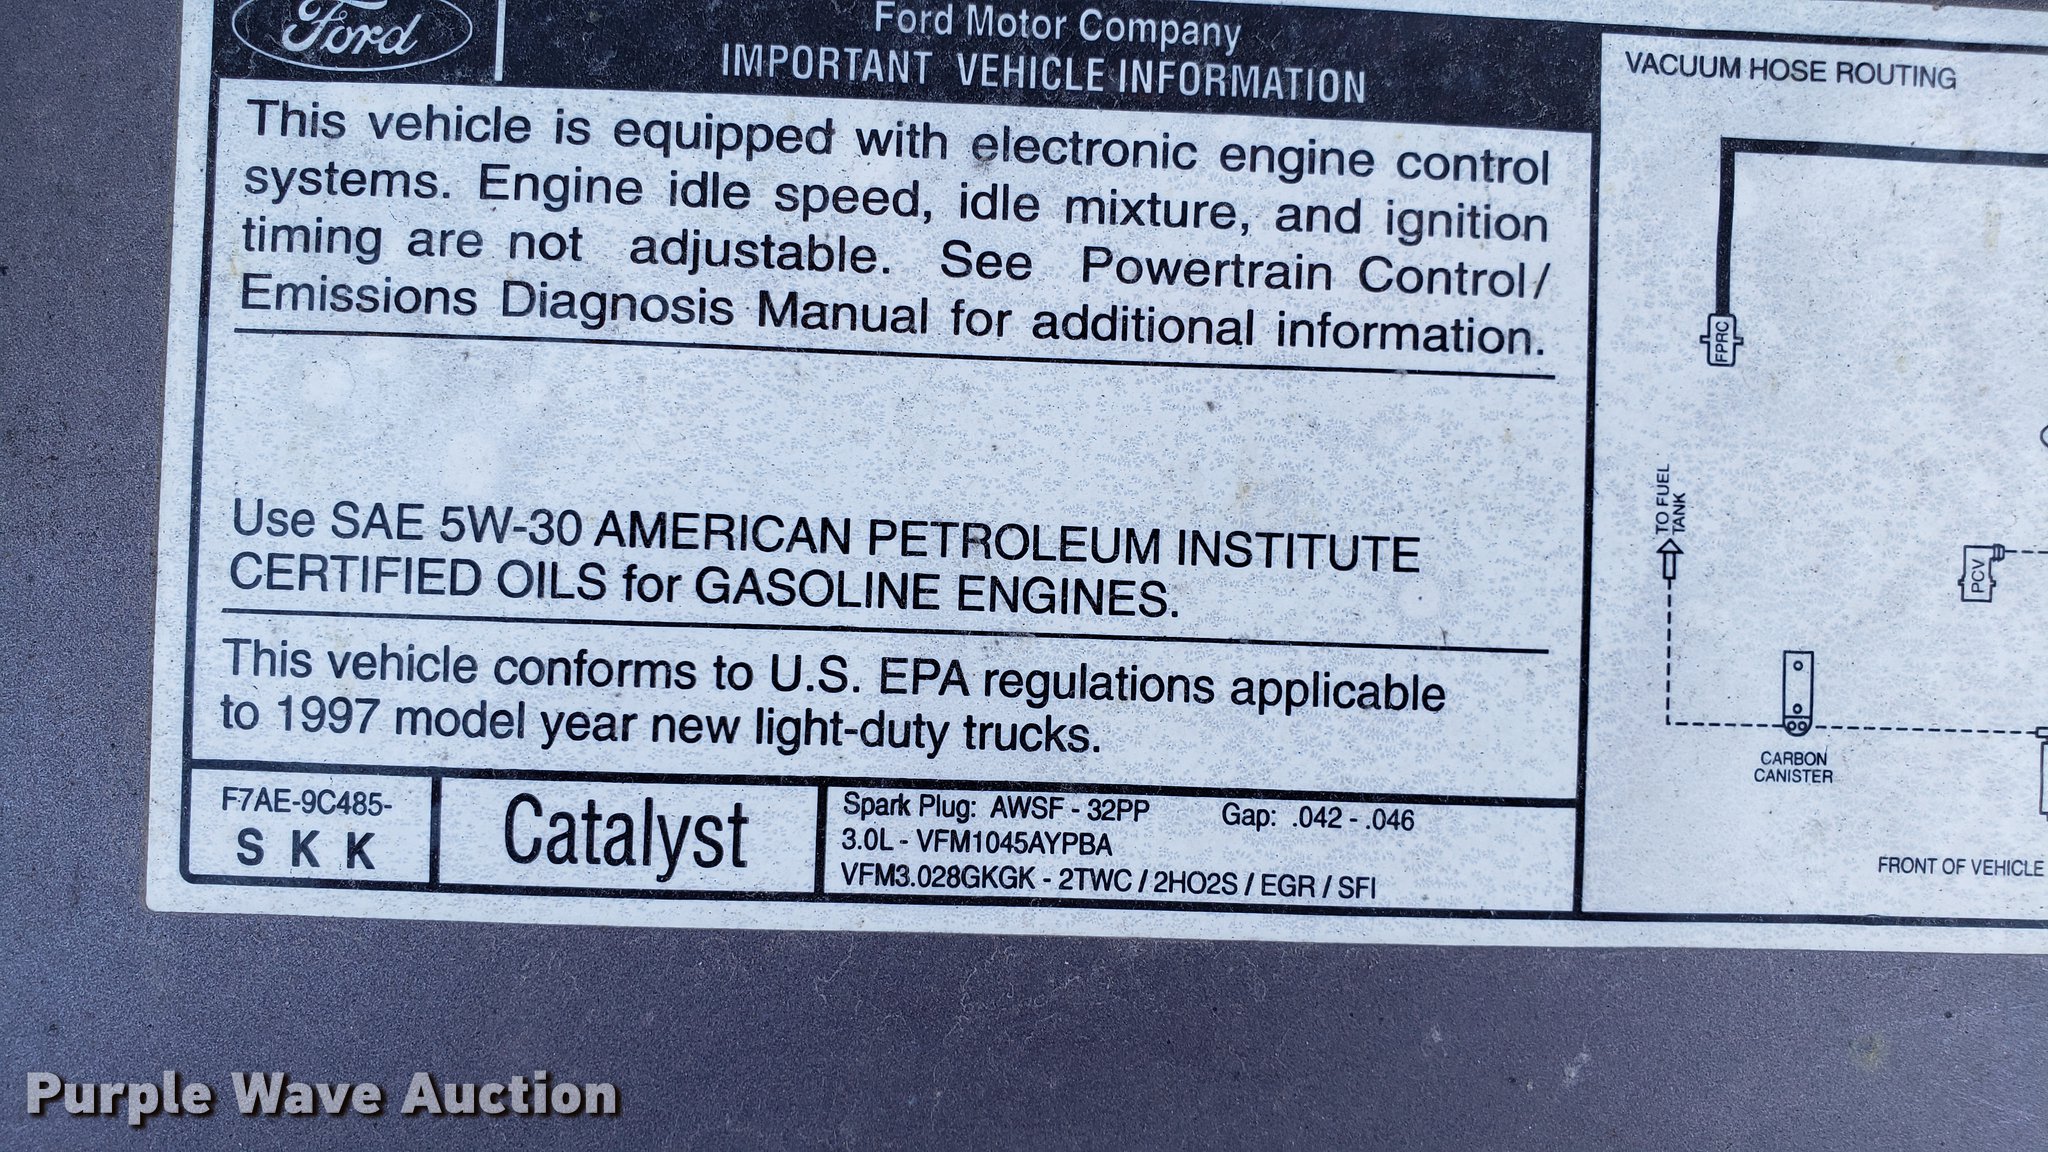 Ford
Ford Motor Company
IMPORTANT VEHICLE INFORMATION
This vehicle is equipped with electronic engine control
systems. Engine idle speed, idle mixture, and ignition
timing are not adjustable. See Powertrain Control/
Emissions Diagnosis Manual for additional information.
Use SAE 5W-30 AMERICAN PETROLEUM INSTITUTE
CERTIFIED OILS for GASOLINE ENGINES.
This vehicle conforms to U.S. EPA regulations applicable
to 1997 model year new light-duty trucks.
F7AE-9C485-
S K K
Catalyst
Spark Plug: AWSF - 32PP Gap: .042 - .046
3.0L - VFM1045AYPBA
VFM3.028GKGK - 2TWC / 2HO2S / EGR / SFI
VACUUM HOSE ROUTING
FPRC
TO FUEL
TANK
PCV
CARBON
CANISTER
FRONT OF VEHICLE
Purple Wave Auction